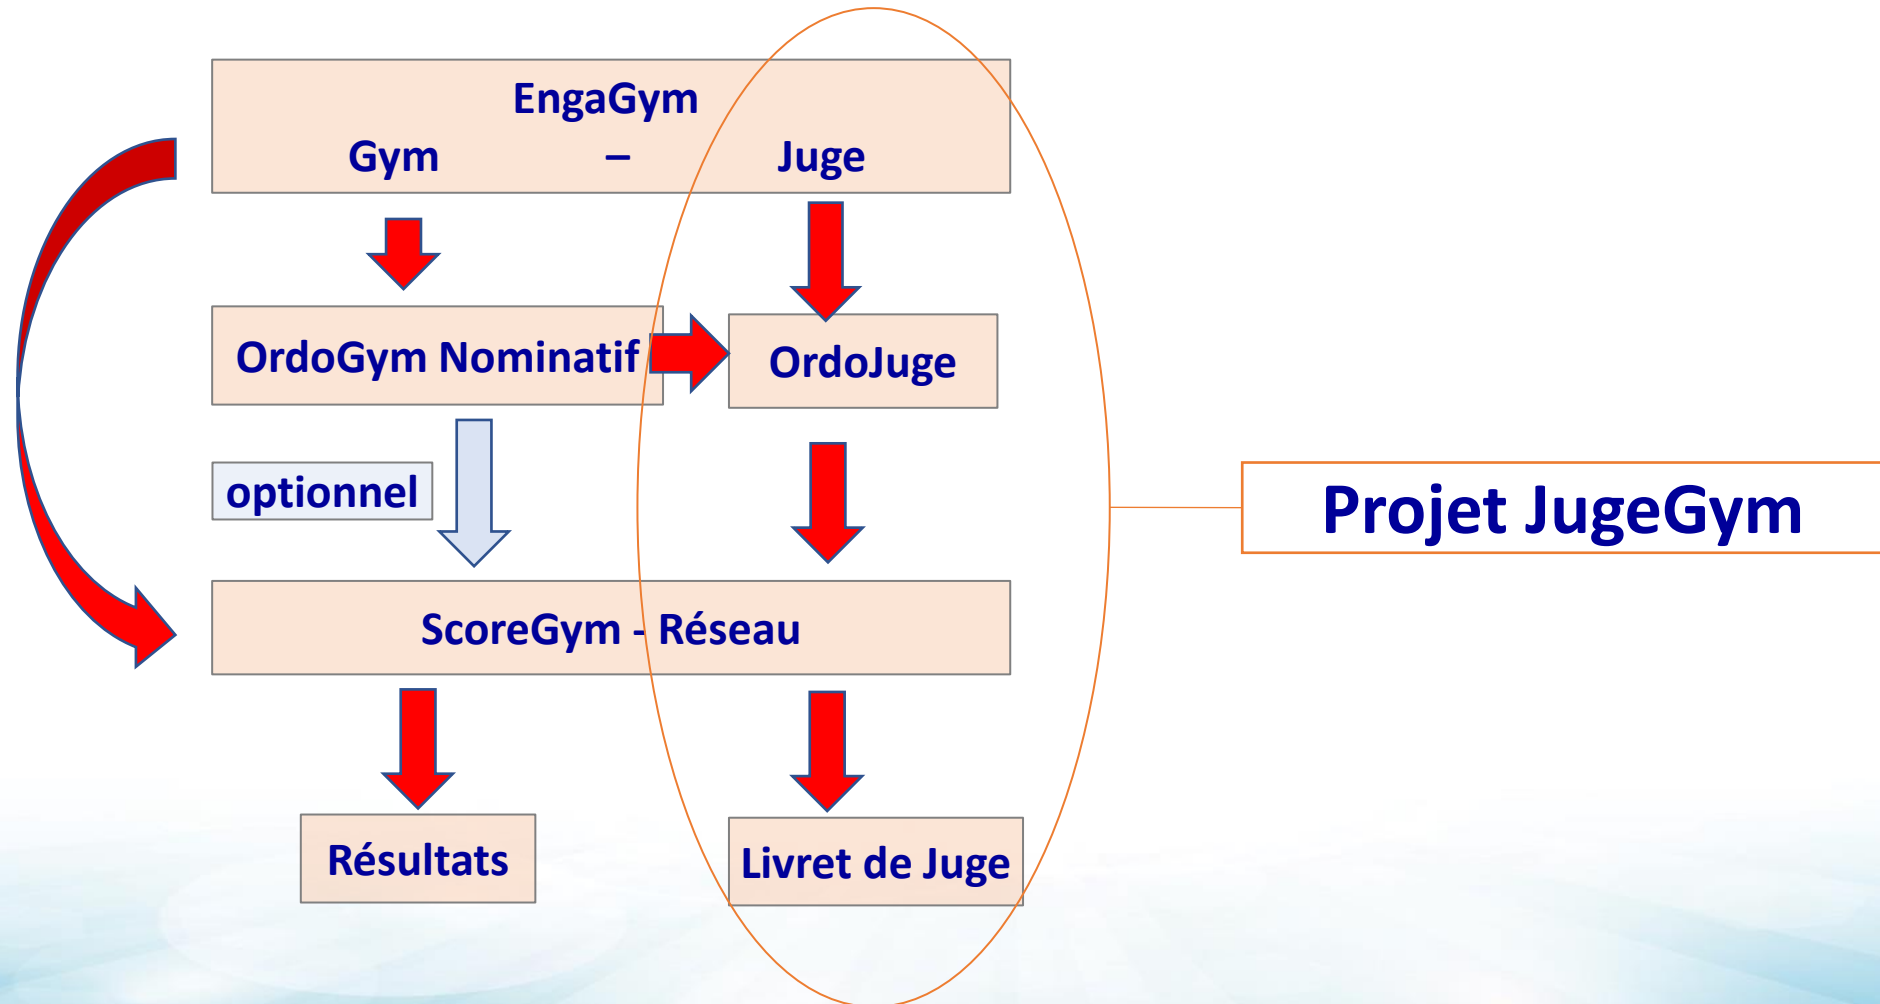 EngaGym
Gym – Juge
OrdoGym Nominatif
OrdoJuge
optionnel
Projet JugeGym
ScoreGym - Réseau
Résultats
Livret de Juge